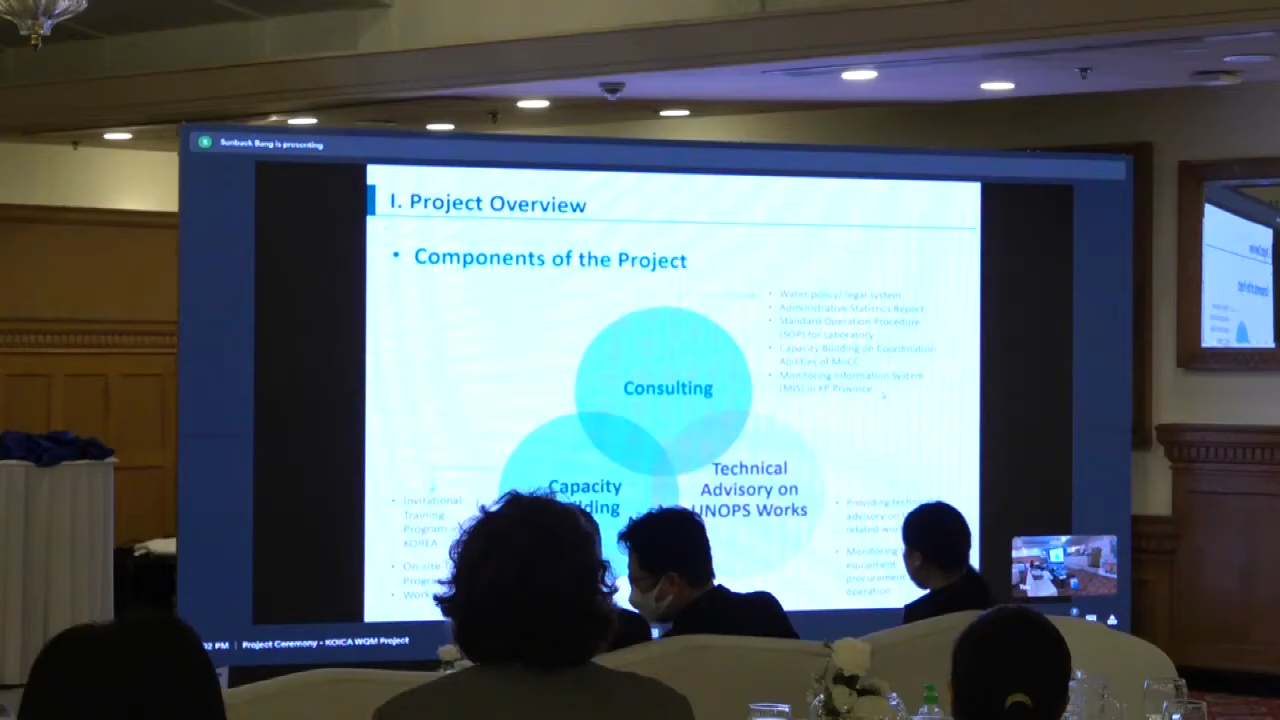 Sunback Bang is presenting
I. Project Overview
• Components of the Project
• Water policy/ legal system
• Administrative Statistics Report
• Standard Operation Procedure
(SOP) for Laboratory
• Capacity Building on Coordination
Abilities of MoCC
• Monitoring Information System
(MIS) in KP Province
Consulting
Capacity
Technical
Advisory on
UNOPS Works
• Invitational
Training
Program
KOREA
• On-site
• Providing
advisory on
related
• Monitoring
equipment,
procurement
operation
PM | Project Ceremony - KOICA WQM Project